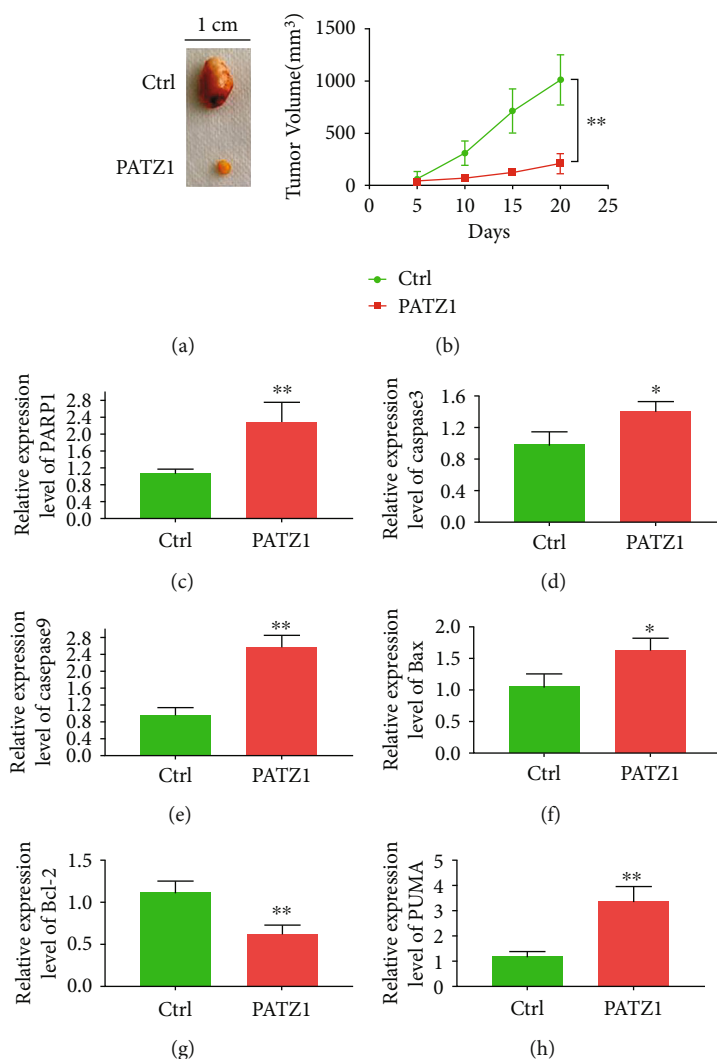 1 cm
Ctrl
PATZ1
(a)
Tumor Volume(mm³)
1000
500
0
0 5 10 15 20 25
Days
**
Ctrl
PATZ1
(b)
Relative expression
level of PARP1
2.8
2.4
2.0
1.6
1.2
0.8
0.4
0.0
**
Ctrl PATZ1
(c)
Relative expression
level of caspase3
1.6
1.2
0.8
0.4
0.0
*
Ctrl PATZ1
(d)
Relative expression
level of casepase9
2.8
2.4
2.0
1.6
1.2
0.8
0.4
0.0
**
Ctrl PATZ1
(e)
Relative expression
level of Bax
2.0
1.5
1.0
0.5
0.0
*
Ctrl PATZ1
(f)
Relative expression
level of Bcl-2
1.5
1.0
0.5
0.0
**
Ctrl PATZ1
(g)
Relative expression
level of PUMA
5
4
3
2
1
0
**
Ctrl PATZ1
(h)